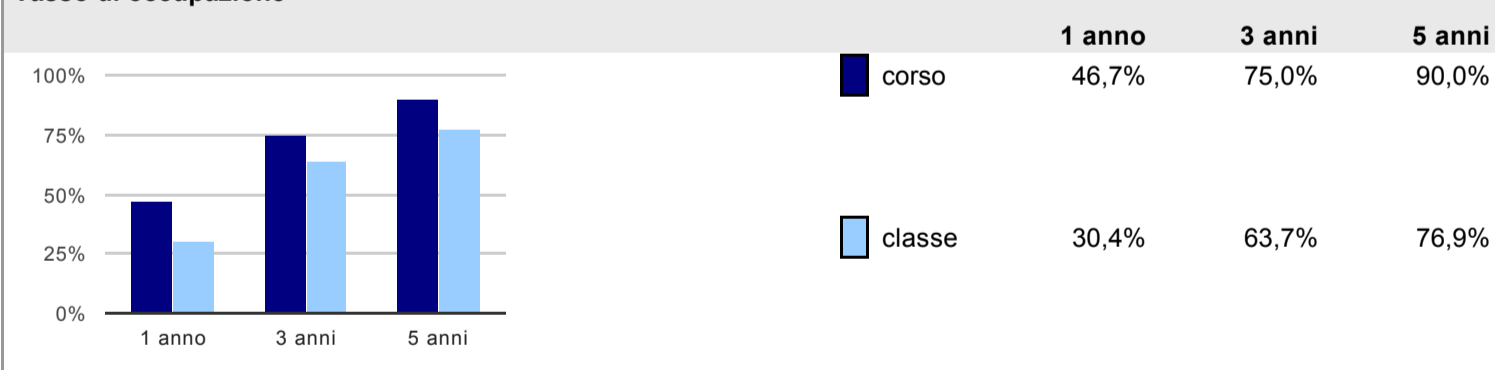 1 anno 3 anni 5 anni
100%
75%
50%
25%
0%
1 anno 3 anni 5 anni
corso 46,7% 75,0% 90,0%
classe 30,4% 63,7% 76,9%